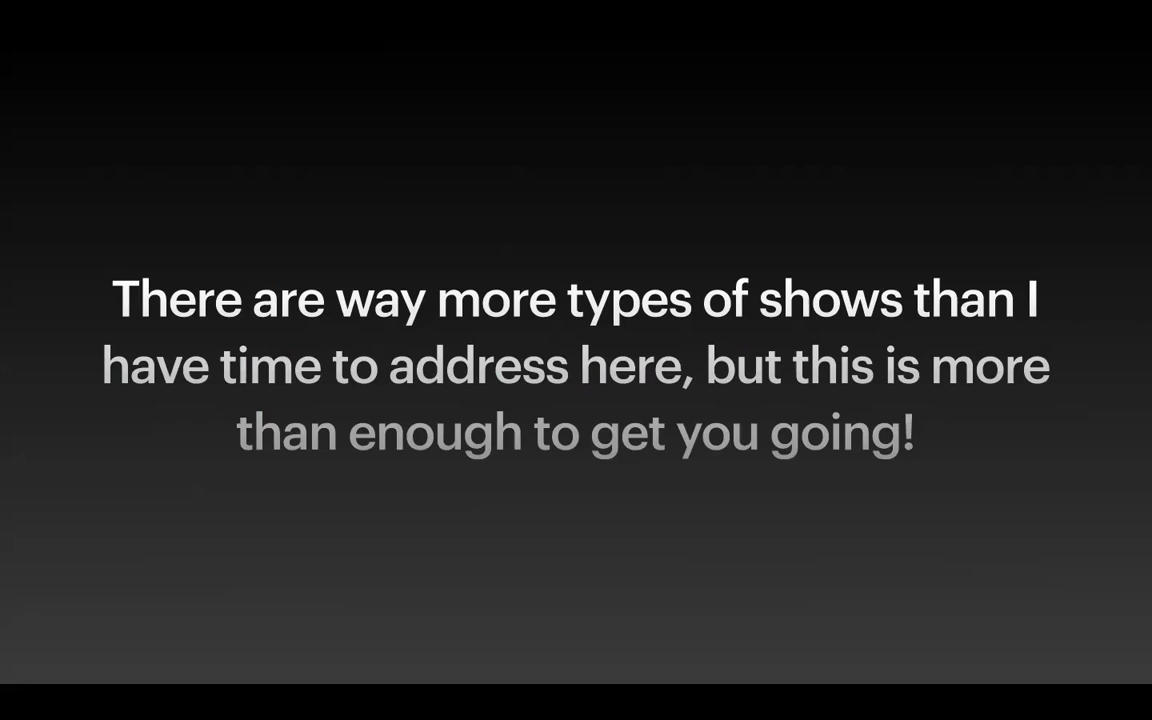 There are way more types of shows than I
have time to address here, but this is more
than enough to get you going!